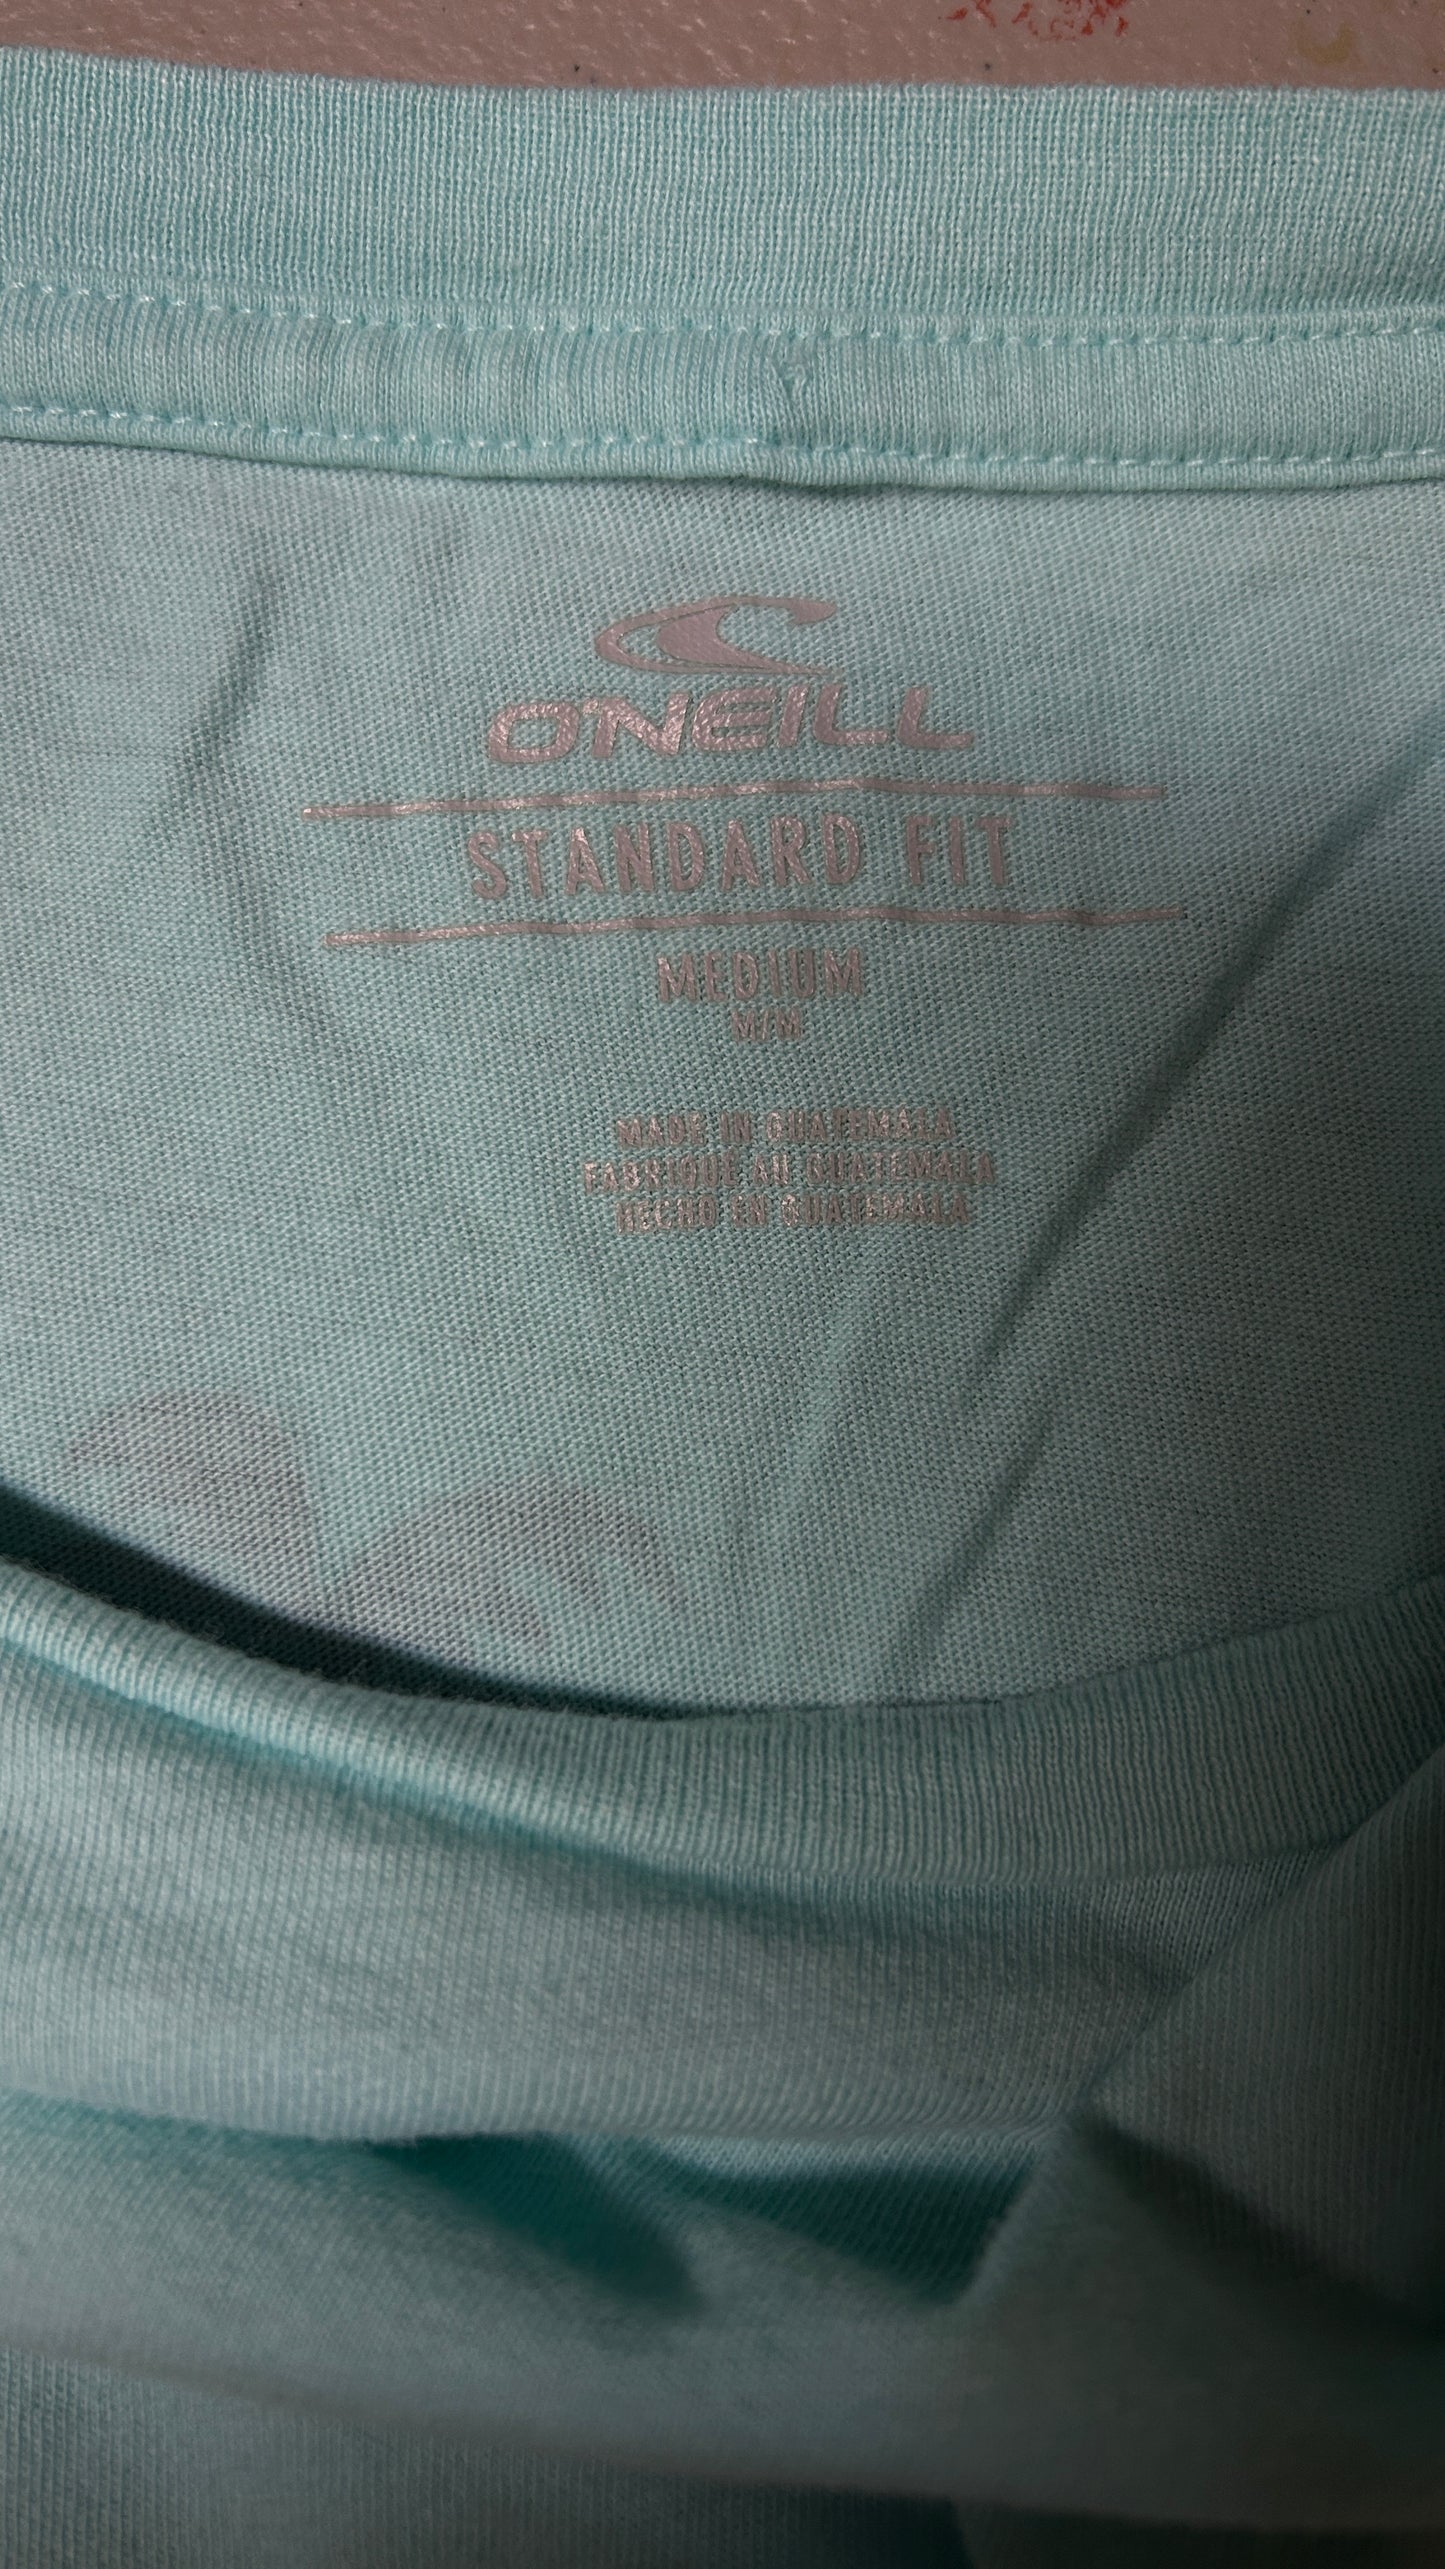 O'NEILL
STANDARD FIT
MEDIUM
M/M
MADE IN GUATEMALA
FABRIQUÉ AU GUATEMALA
HECHO EN GUATEMALA